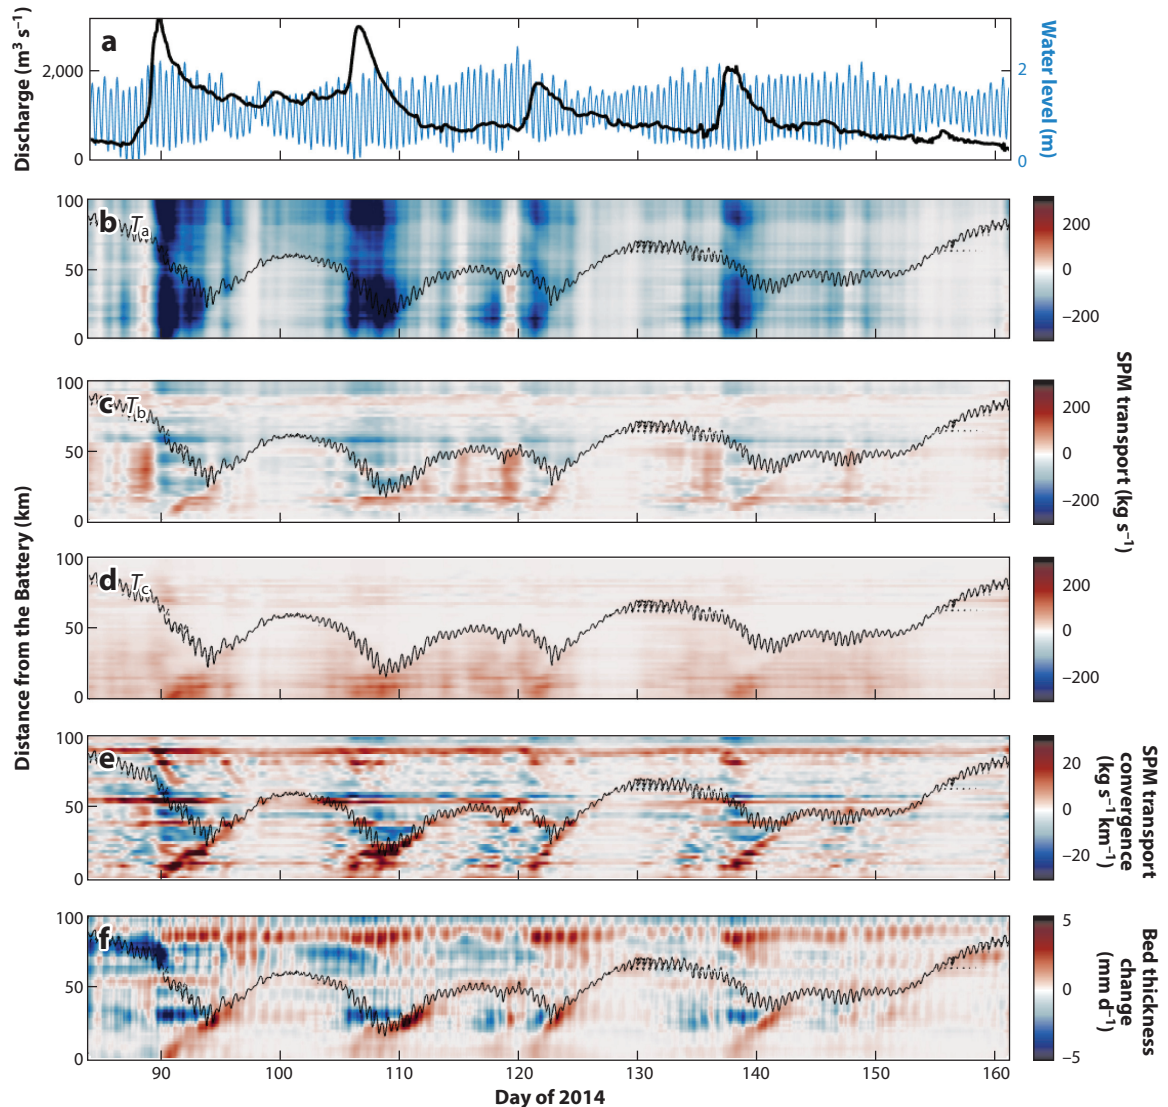 a
Discharge (m³ s⁻¹)
2,000
0
Water level (m)
2
0
b Tₐ
100
50
0
200
0
–200
c T_b
100
50
0
200
0
–200
SPM transport (kg s⁻¹)
Distance from the Battery (km)
d T_c
100
50
0
200
0
–200
e
100
50
0
20
0
–20
SPM transport
convergence
(kg s⁻¹ km⁻¹)
f
100
50
0
5
0
–5
Bed thickness
change
(mm d⁻¹)
90 100 110 120 130 140 150 160
Day of 2014